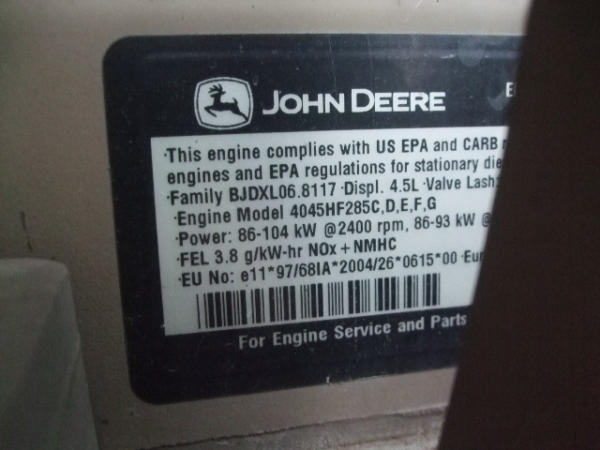 JOHN DEERE
This engine complies with US EPA and CARB
engines and EPA regulations for stationary
Family BJDXL06.8117 Displ. 4.5L Valve Lash:
Engine Model 4045HF285C,D,E,F,G
Power: 86-104 kW @2400 rpm, 86-93 kW @
FEL 3.8 g/kW-hr NOx + NMHC
EU No: e11*97/68IA*2004/26*0615*00
For Engine Service and Parts